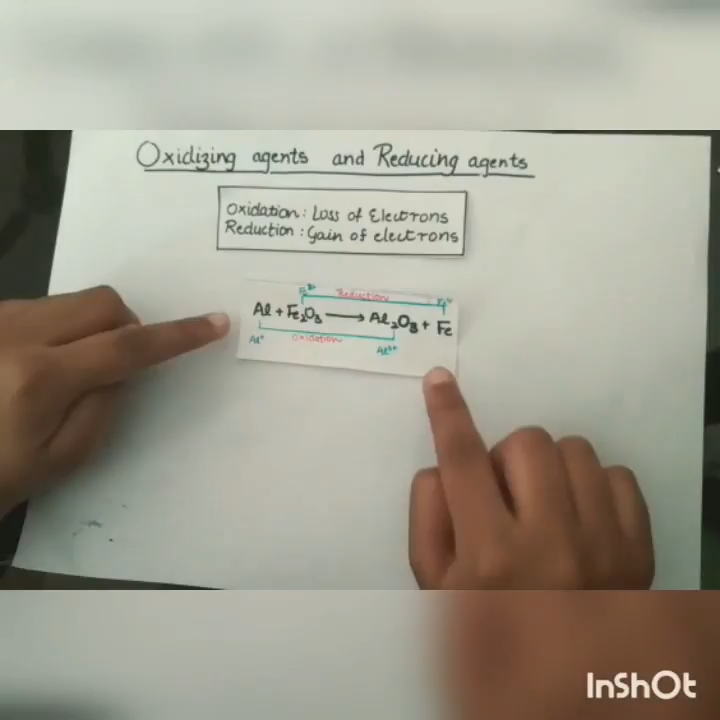 Oxidizing agents and Reducing agents
Oxidation: Loss of Electrons
Reduction: Gain of electrons
Reduction
Al + Fe₂O₃ → Al₂O₃ + Fe
Oxidation
Al³⁺
InShOt